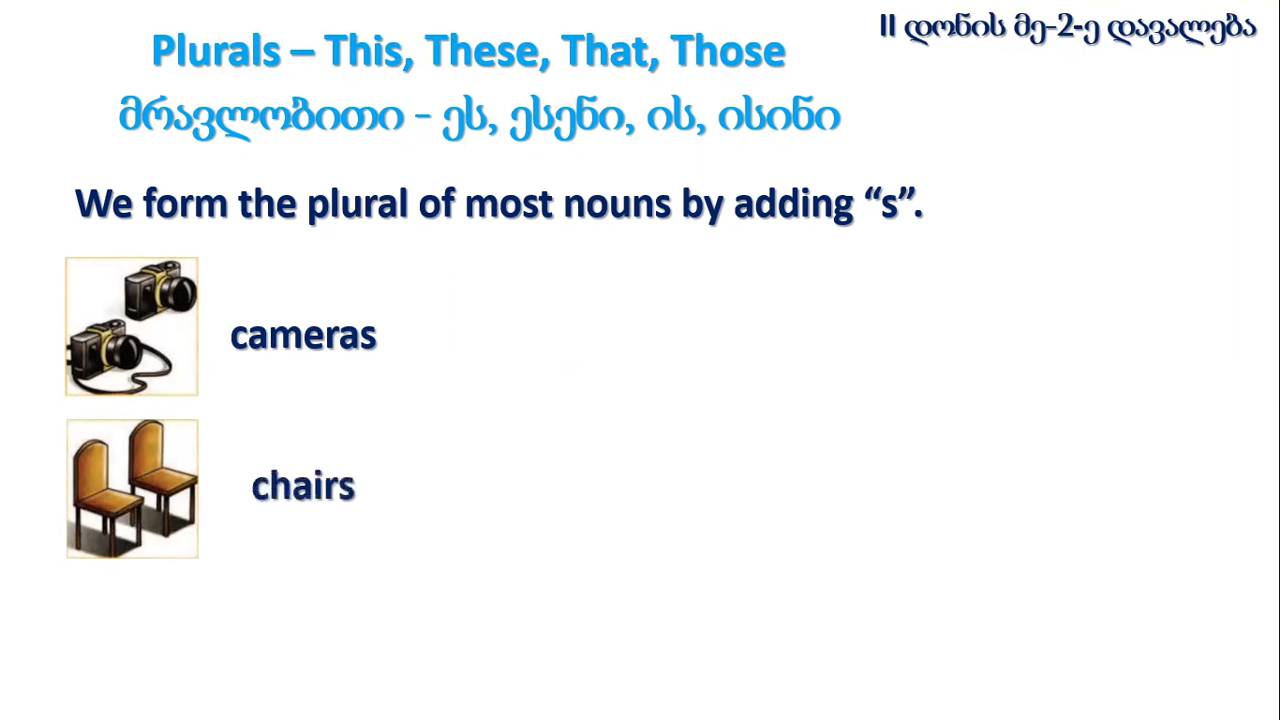 II დონის მე-2-ე დავალება
Plurals – This, These, That, Those
მრავლობითი - ეს, ესენი, ის, ისინი
We form the plural of most nouns by adding “s”.
cameras
chairs